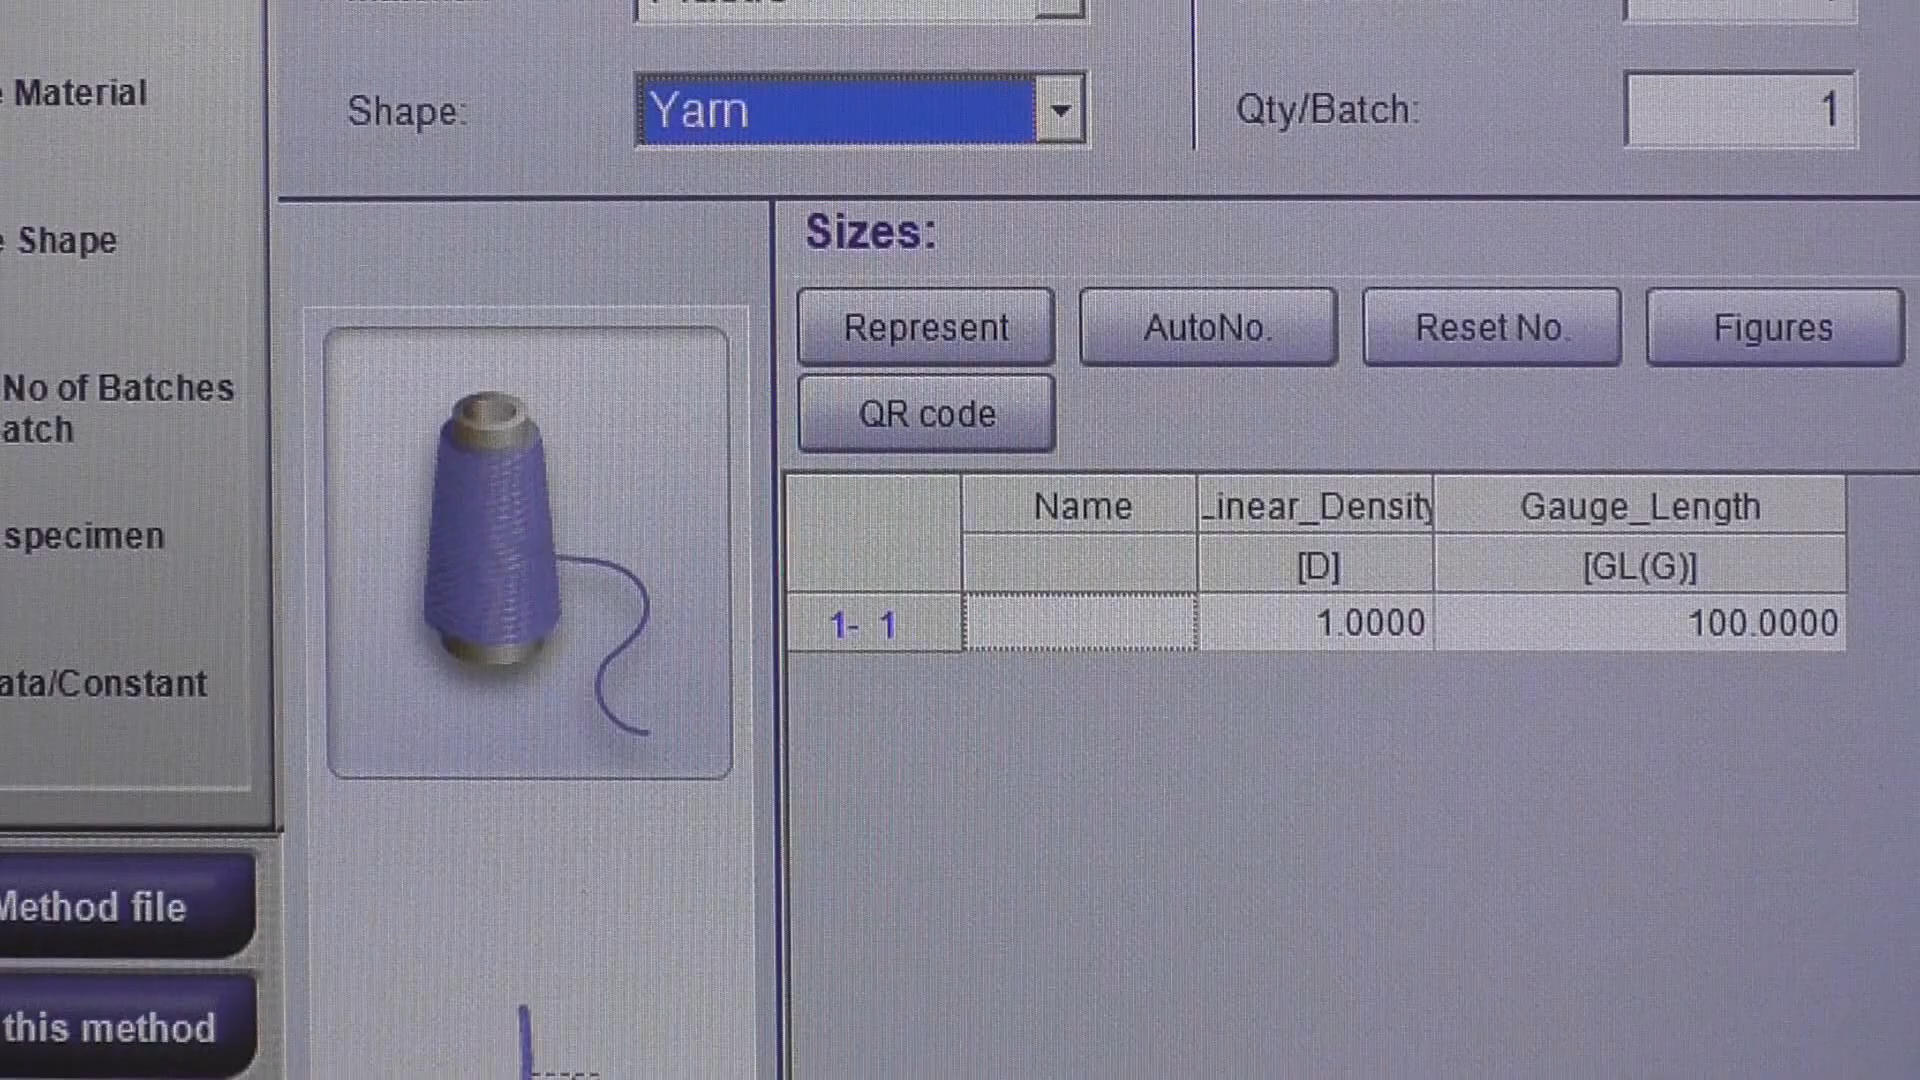 Material
Shape: Yarn Qty/Batch: 1
Shape
Sizes:
Represent AutoNo. Reset No. Figures
No of Batches
atch
QR code
Name inear_Density Gauge_Length
specimen
[D] [GL(G)]
1- 1 1.0000 100.0000
ata/Constant
Method file
this method